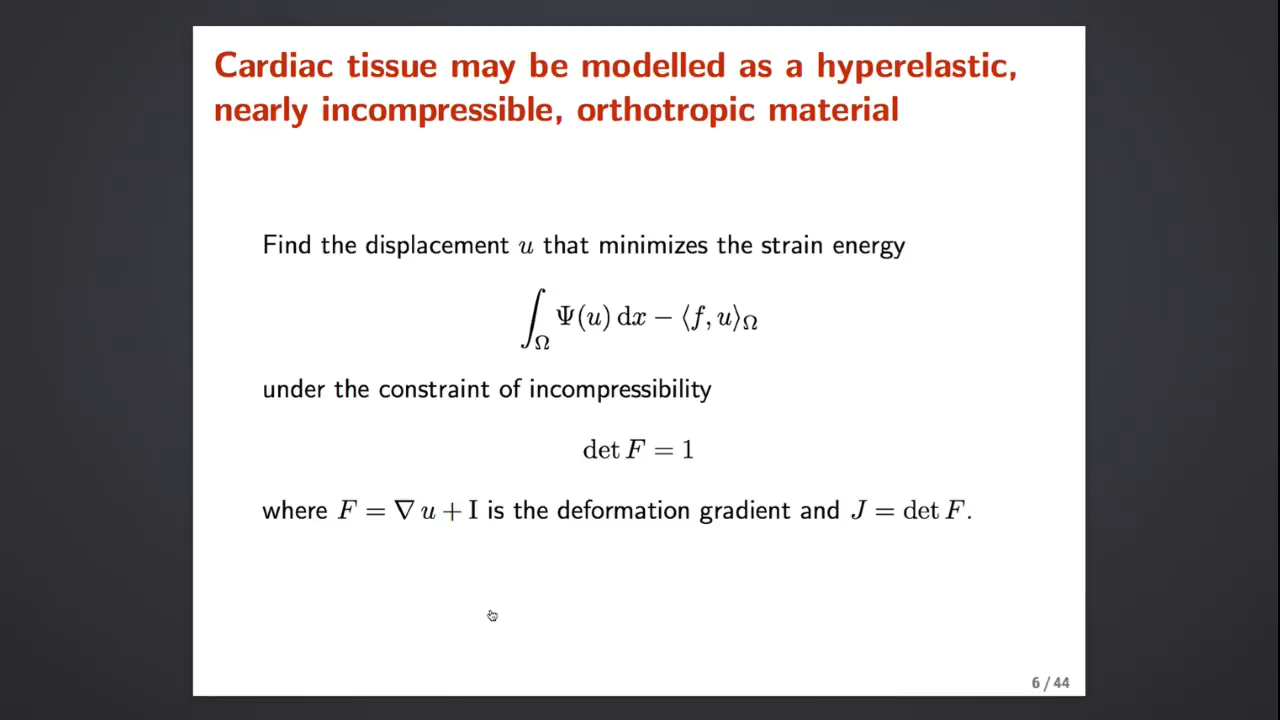 Cardiac tissue may be modelled as a hyperelastic,
nearly incompressible, orthotropic material
Find the displacement u that minimizes the strain energy
∫_Ω Ψ(u) dx − ⟨f, u⟩_Ω
under the constraint of incompressibility
det F = 1
where F = ∇ u + I is the deformation gradient and J = det F.
6 / 44